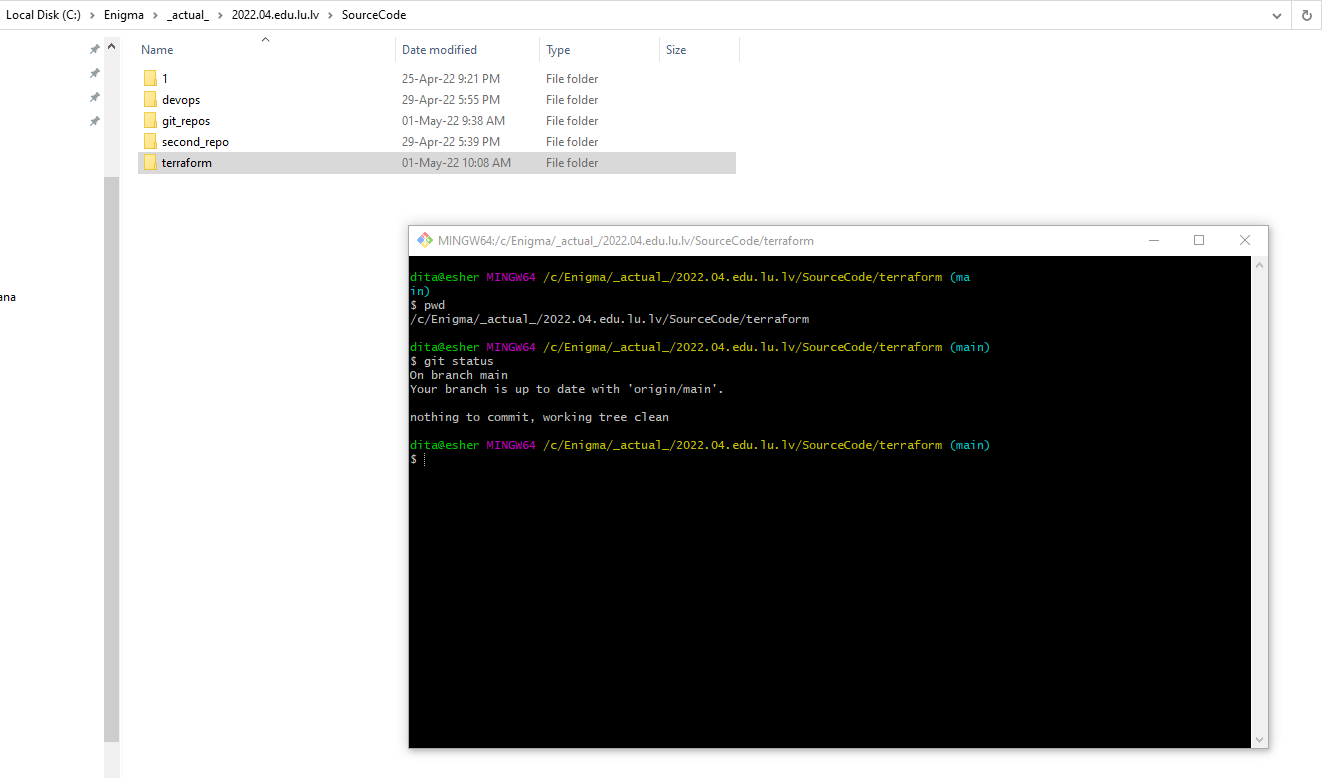 Local Disk (C:) > Enigma > _actual_ > 2022.04.edu.lu.lv > SourceCode
Name Date modified Type Size
1 25-Apr-22 9:21 PM File folder
devops 29-Apr-22 5:55 PM File folder
git_repos 01-May-22 9:38 AM File folder
second_repo 29-Apr-22 5:39 PM File folder
terraform 01-May-22 10:08 AM File folder
ana
MINGW64:/c/Enigma/_actual_/2022.04.edu.lu.lv/SourceCode/terraform
dita@esher MINGW64 /c/Enigma/_actual_/2022.04.edu.lu.lv/SourceCode/terraform (ma
in)
$ pwd
/c/Enigma/_actual_/2022.04.edu.lu.lv/SourceCode/terraform
dita@esher MINGW64 /c/Enigma/_actual_/2022.04.edu.lu.lv/SourceCode/terraform (main)
$ git status
On branch main
Your branch is up to date with 'origin/main'.
nothing to commit, working tree clean
dita@esher MINGW64 /c/Enigma/_actual_/2022.04.edu.lu.lv/SourceCode/terraform (main)
$